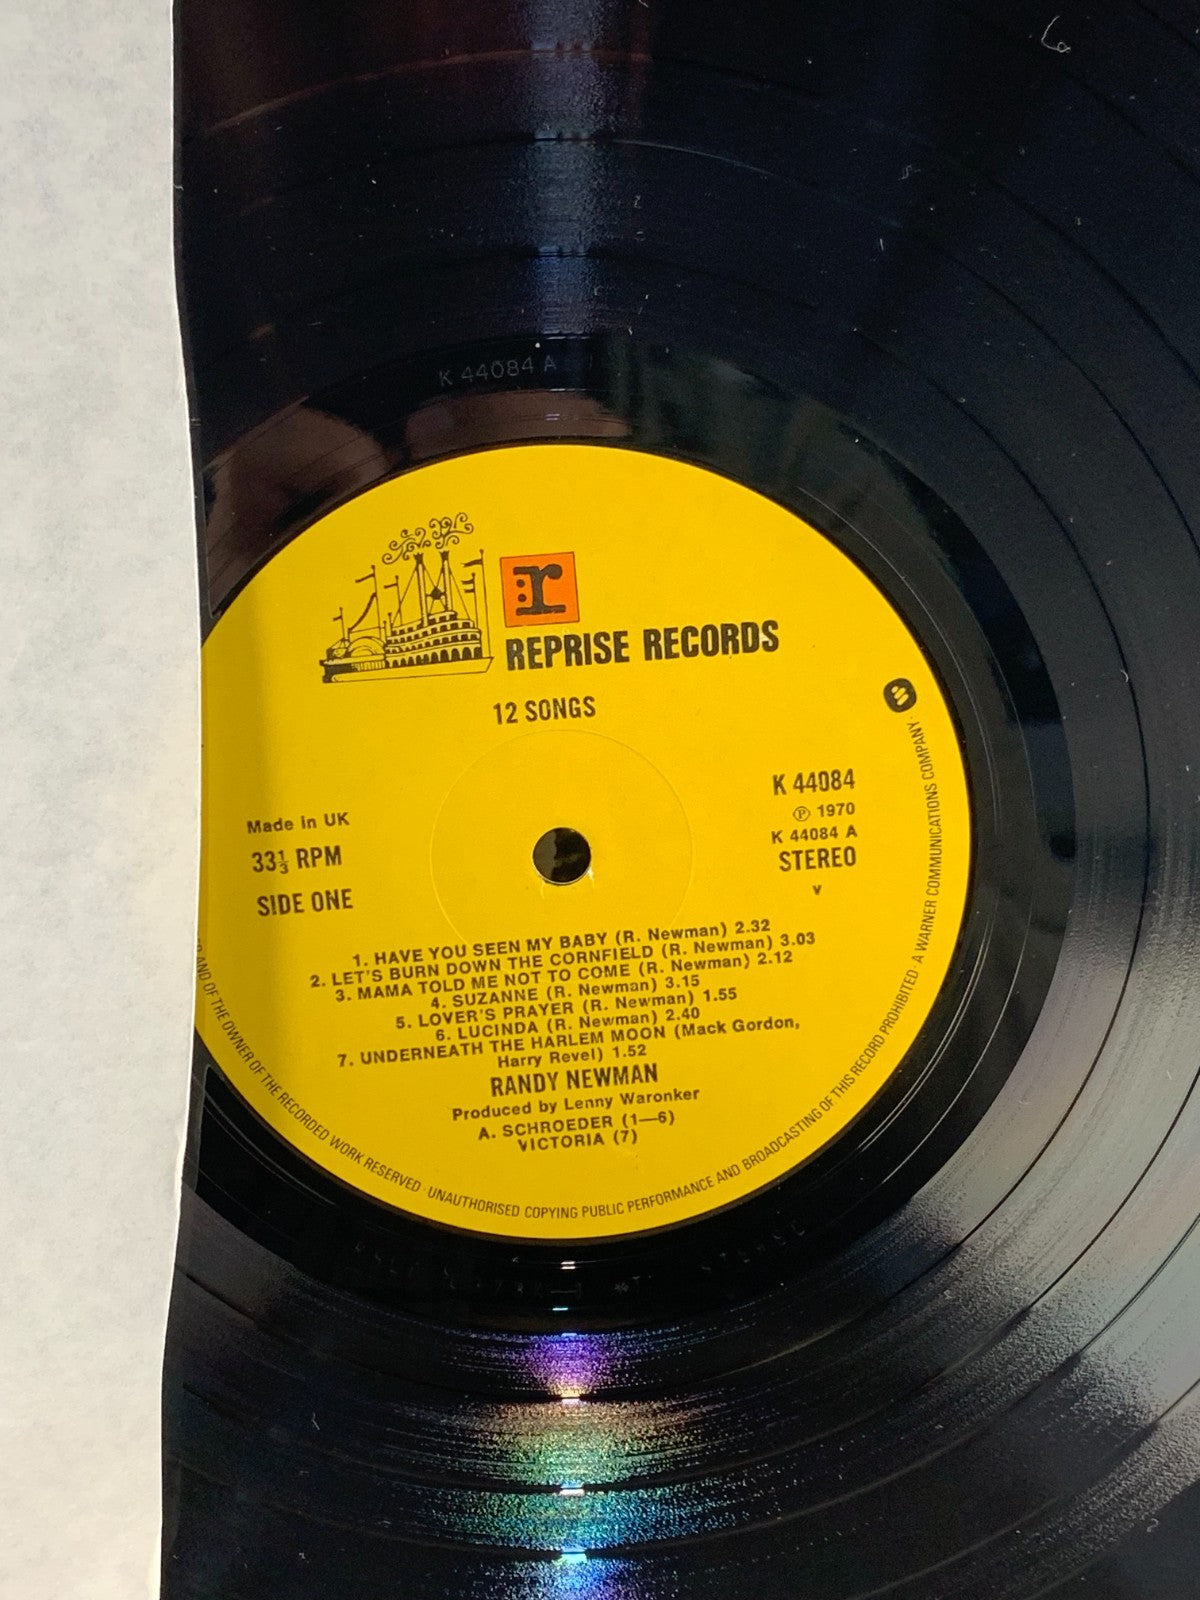 K 44084 A
r
REPRISE RECORDS
12 SONGS
K 44084
Made in UK
℗ 1970
33⅓ RPM
K 44084 A
SIDE ONE
STEREO
v
1. HAVE YOU SEEN MY BABY (R. Newman) 2.32
2. LET'S BURN DOWN THE CORNFIELD (R. Newman) 3.03
3. MAMA TOLD ME NOT TO COME (R. Newman) 2.12
4. SUZANNE (R. Newman) 3.15
5. LOVER'S PRAYER (R. Newman) 1.55
6. LUCINDA (R. Newman) 2.40
7. UNDERNEATH THE HARLEM MOON (Mack Gordon,
Harry Revel) 1.52
RANDY NEWMAN
Produced by Lenny Waronker
A. SCHROEDER (1—6)
VICTORIA (7)
AND OF THE OWNER OF THE RECORDED WORK RESERVED · UNAUTHORISED COPYING PUBLIC PERFORMANCE AND BROADCASTING OF THIS RECORD PROHIBITED · A WARNER COMMUNICATIONS COMPANY ·